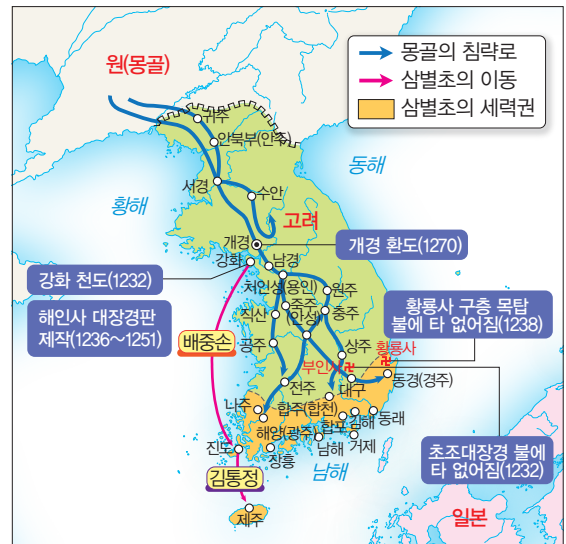 원(몽골)
몽골의 침략로
삼별초의 이동
삼별초의 세력권
귀주
안북부(안주)
동해
서경
수안
황해
고려
개경
개경 환도(1270)
강화
남경
강화 천도(1232)
처인성(용인)
원주
해인사 대장경판
제작(1236~1251)
죽주
(안성)
충주
직산
황룡사 구층 목탑
불에 타 없어짐(1238)
배중손
공주
상주
황룡사
부인사
대구
동경(경주)
전주
나주
합주(합천)
해양(광주)
합포
김해
동래
진도
장흥
남해
거제
초조대장경 불에
타 없어짐(1232)
남해
김통정
제주
일본